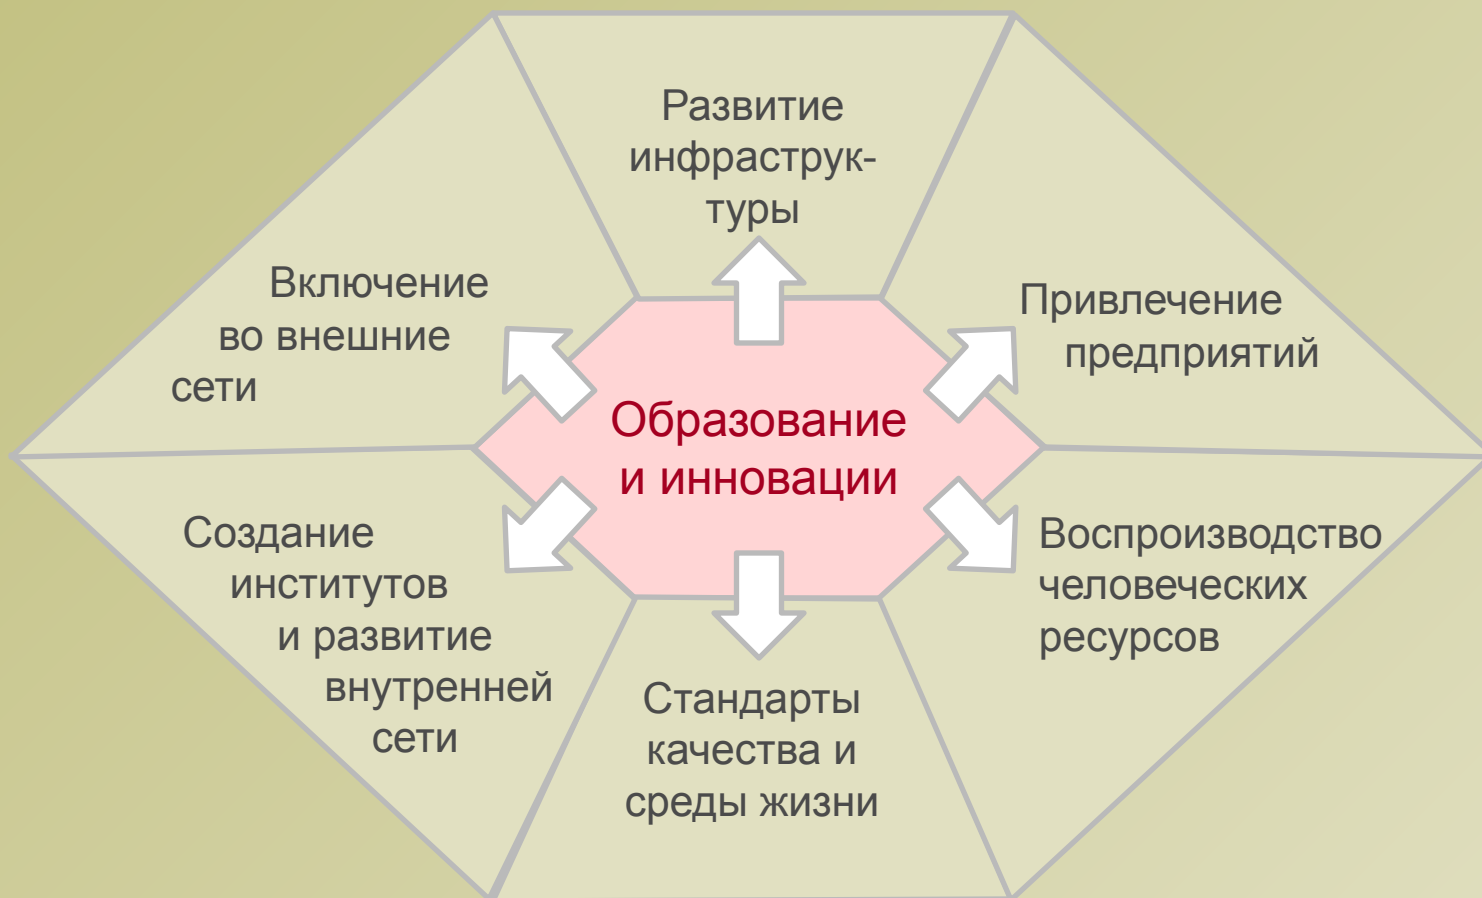 Развитие
инфраструк-
туры
Включение
во внешние
сети
Привлечение
предприятий
Образование
и инновации
Создание
институтов
и развитие
внутренней
сети
Воспроизводство
человеческих
ресурсов
Стандарты
качества и
среды жизни